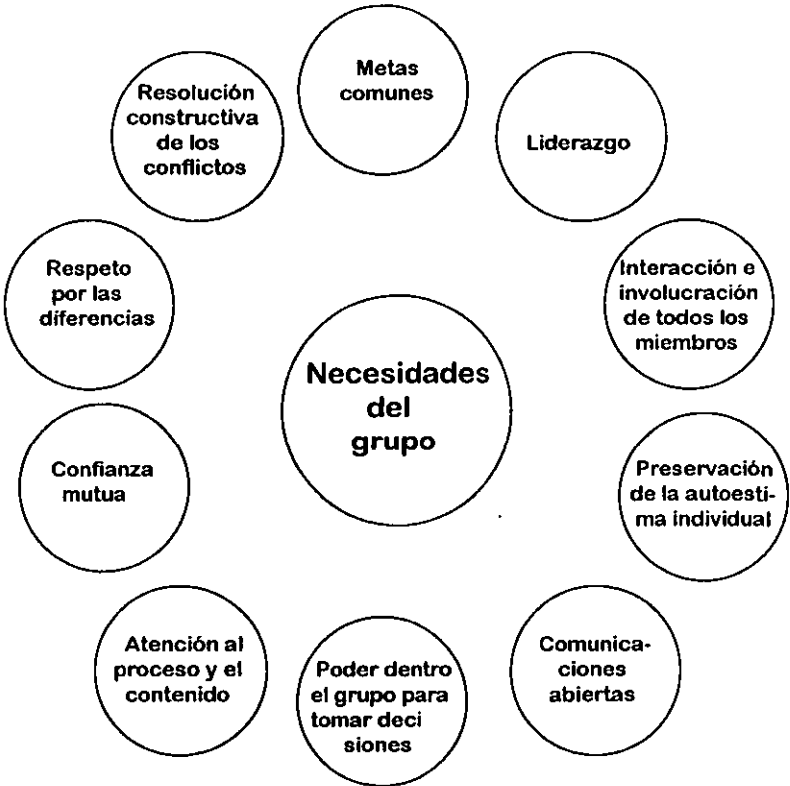 Metas
comunes
Liderazgo
Interacción e
involucración
de todos los
miembros
Preservación
de la autoesti-
ma individual
Comunica-
ciones
abiertas
Poder dentro
el grupo para
tomar deci
siones
Atención al
proceso y el
contenido
Confianza
mutua
Respeto
por las
diferencias
Resolución
constructiva
de los
conflictos
Necesidades
del
grupo